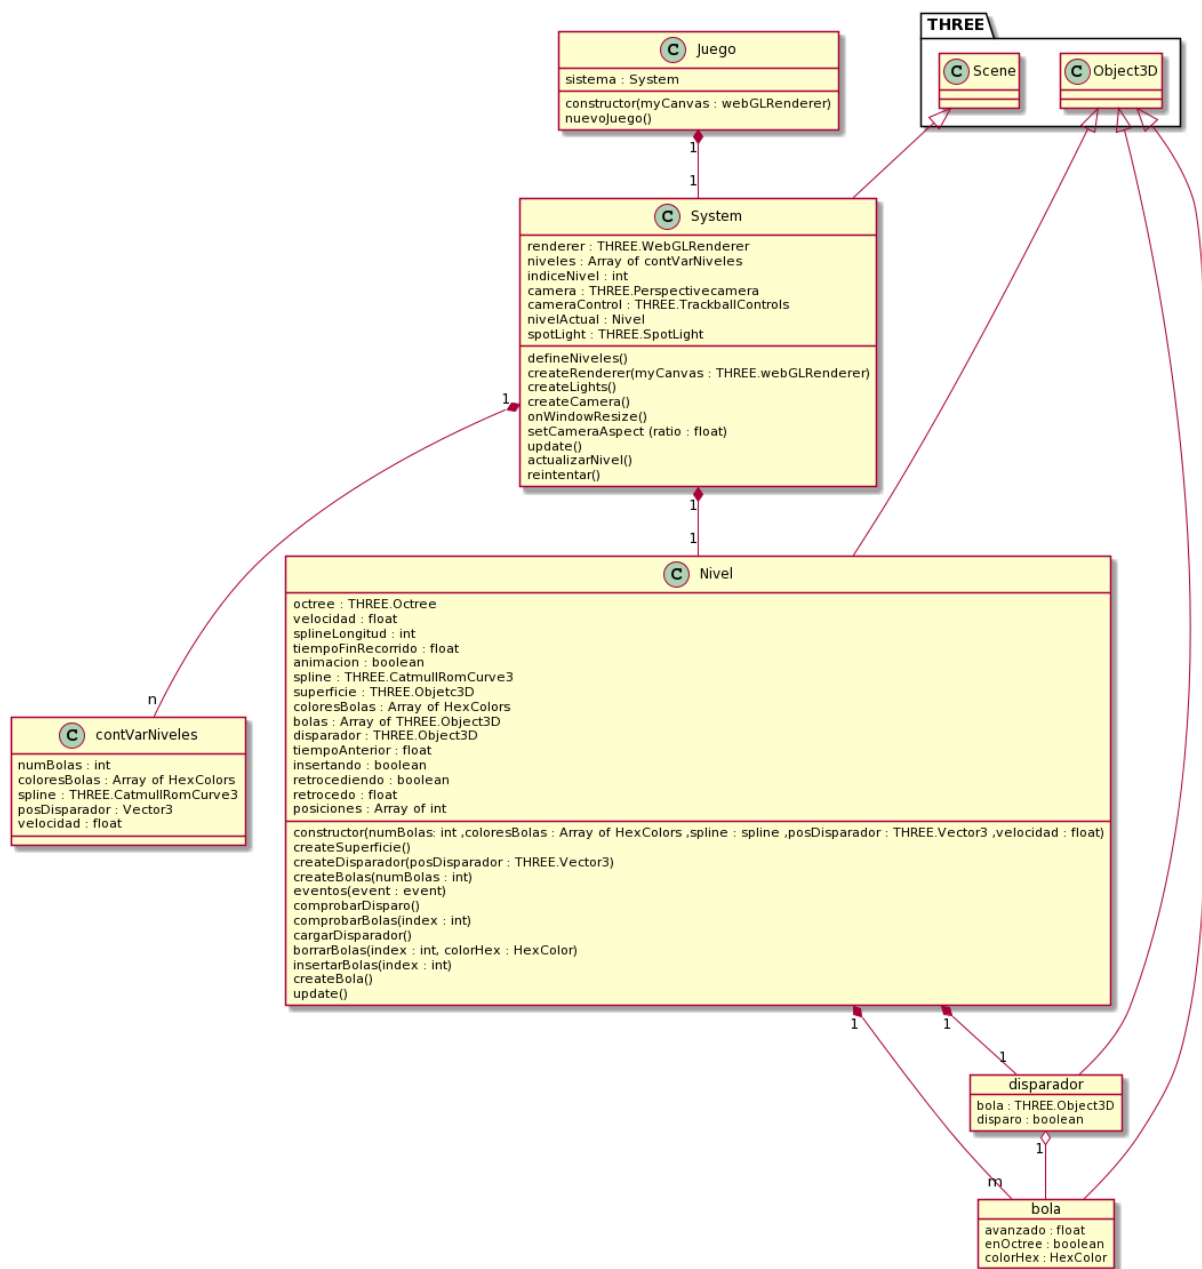 THREE
C Scene
C Object3D
C Juego
sistema : System
constructor(myCanvas : webGLRenderer)
nuevoJuego()
1
1
C System
renderer : THREE.WebGLRenderer
niveles : Array of contVarNiveles
indiceNivel : int
camera : THREE.Perspectivecamera
cameraControl : THREE.TrackballControls
nivelActual : Nivel
spotLight : THREE.SpotLight
defineNiveles()
createRenderer(myCanvas : THREE.webGLRenderer)
createLights()
createCamera()
onWindowResize()
setCameraAspect (ratio : float)
update()
actualizarNivel()
reintentar()
1
n
1
1
C contVarNiveles
numBolas : int
coloresBolas : Array of HexColors
spline : THREE.CatmullRomCurve3
posDisparador : Vector3
velocidad : float
C Nivel
octree : THREE.Octree
velocidad : float
splineLongitud : int
tiempoFinRecorrido : float
animacion : boolean
spline : THREE.CatmullRomCurve3
superficie : THREE.Objetc3D
coloresBolas : Array of HexColors
bolas : Array of THREE.Object3D
disparador : THREE.Object3D
tiempoAnterior : float
insertando : boolean
retrocediendo : boolean
retrocedo : float
posiciones : Array of int
constructor(numBolas: int ,coloresBolas : Array of HexColors ,spline : spline ,posDisparador : THREE.Vector3 ,velocidad : float)
createSuperficie()
createDisparador(posDisparador : THREE.Vector3)
createBolas(numBolas : int)
eventos(event : event)
comprobarDisparo()
comprobarBolas(index : int)
cargarDisparador()
borrarBolas(index : int, colorHex : HexColor)
insertarBolas(index : int)
createBola()
update()
1
1
1
disparador
bola : THREE.Object3D
disparo : boolean
1
m
bola
avanzado : float
enOctree : boolean
colorHex : HexColor